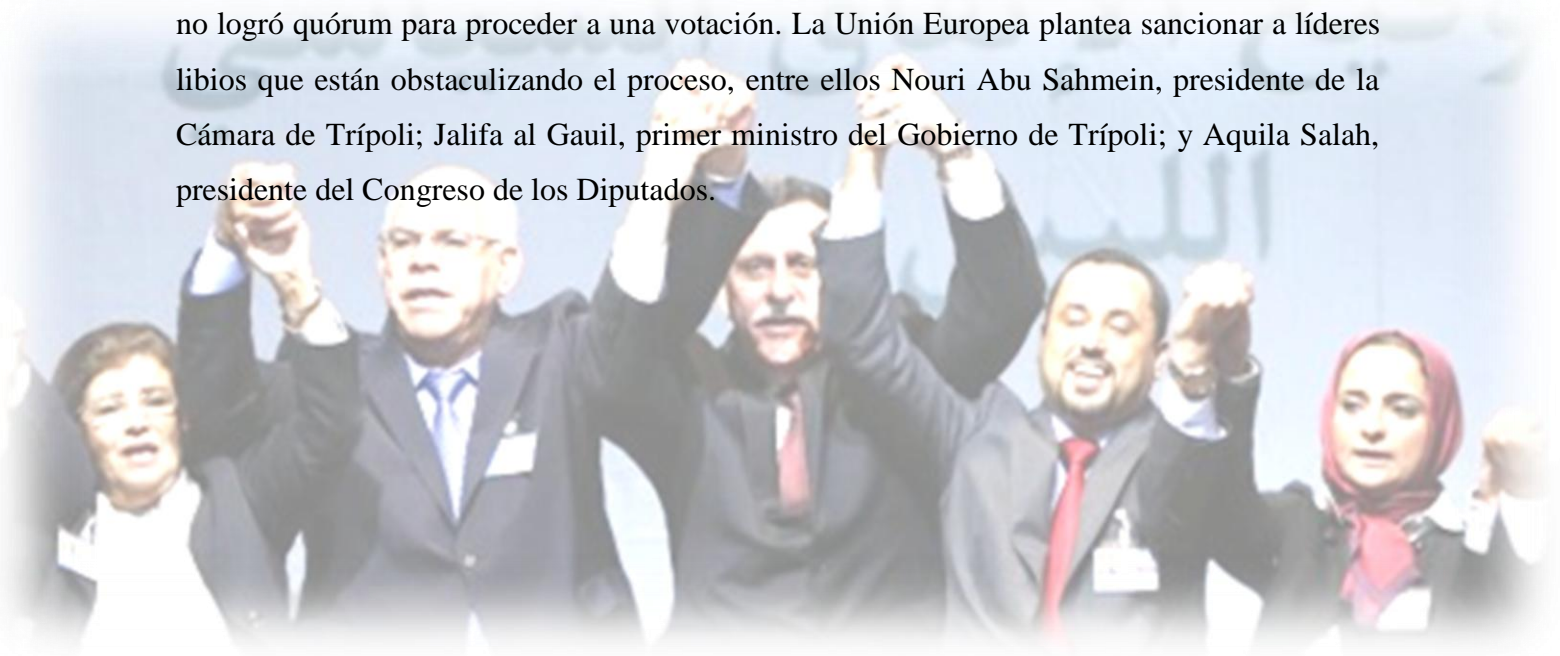 no logró quórum para proceder a una votación. La Unión Europea plantea sancionar a líderes
libios que están obstaculizando el proceso, entre ellos Nouri Abu Sahmein, presidente de la
Cámara de Trípoli; Jalifa al Gauil, primer ministro del Gobierno de Trípoli; y Aquila Salah,
presidente del Congreso de los Diputados.